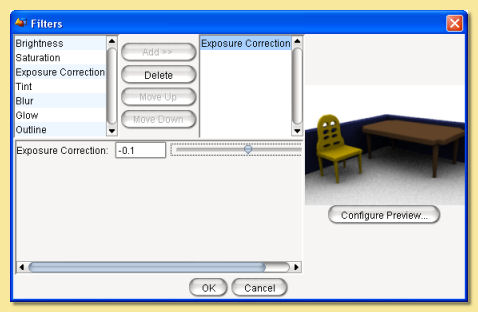 Filters
Brightness
Saturation
Exposure Correction
Tint
Blur
Glow
Outline
Add >>
Delete
Move Up
Move Down
Exposure Correction
Exposure Correction: -0.1
Configure Preview...
OK Cancel